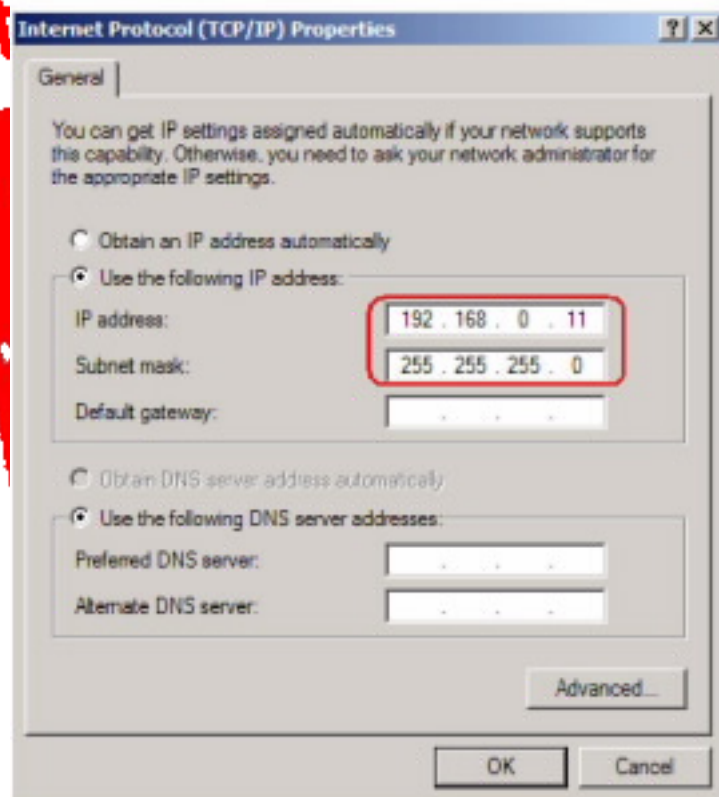 Internet Protocol (TCP/IP) Properties
General
You can get IP settings assigned automatically if your network supports
this capability. Otherwise, you need to ask your network administrator for
the appropriate IP settings.
Obtain an IP address automatically
Use the following IP address:
IP address: 192 . 168 . 0 . 11
Subnet mask: 255 . 255 . 255 . 0
Default gateway: . . .
Obtain DNS server address automatically
Use the following DNS server addresses:
Preferred DNS server: . . .
Alternate DNS server: . . .
Advanced...
OK Cancel